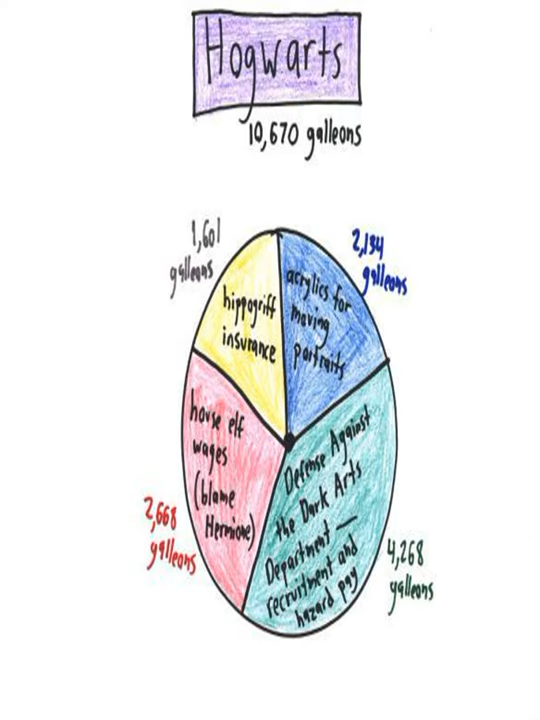 Hogwarts
10,670 galleons
1,601
galleons
2,134
galleons
hippogriff
insurance
acrylics for
moving
portraits
house elf
wages
(blame
Hermione)
Defense Against
the Dark Arts
Department —
recruitment and
hazard pay
2,668
galleons
4,268
galleons